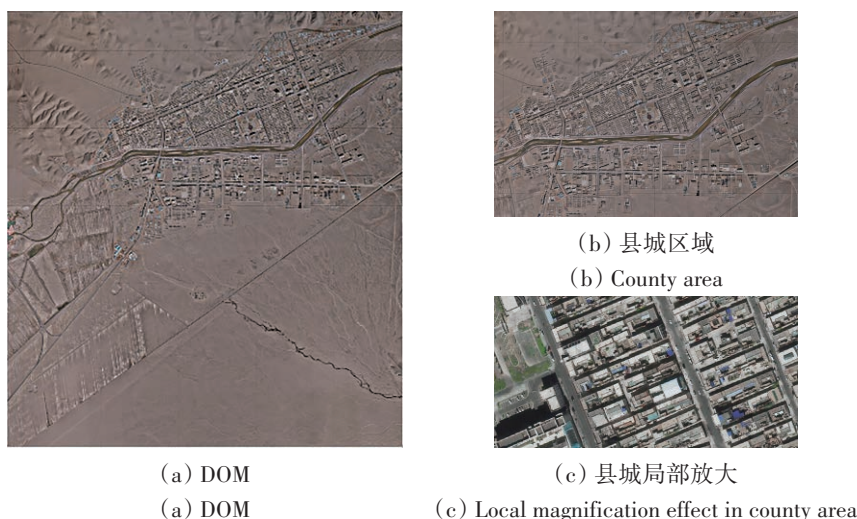 (b) 县城区域
(b) County area
(a) DOM
(a) DOM
(c) 县城局部放大
(c) Local magnification effect in county area